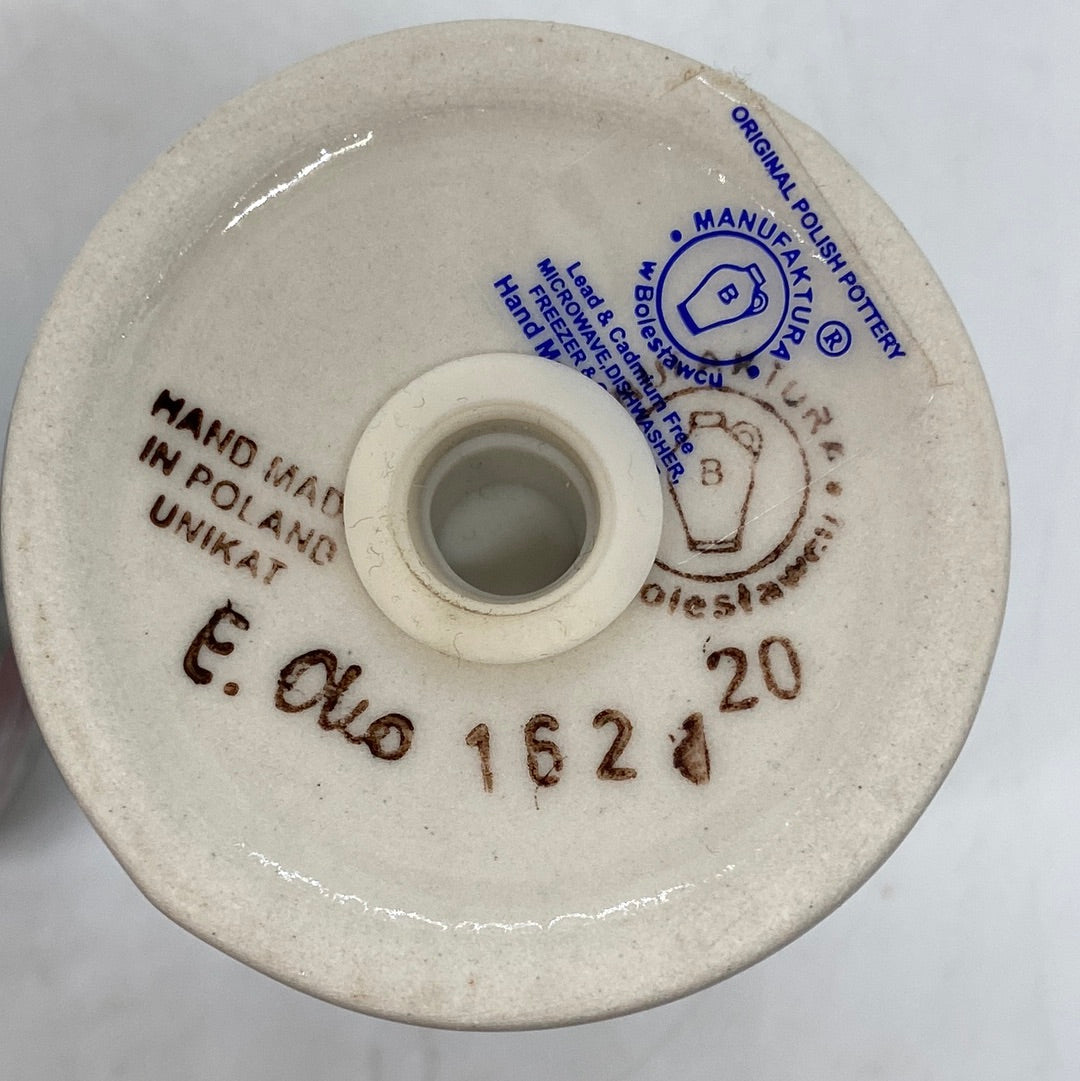 ORIGINAL POLISH POTTERY
MANUFAKTURA
®
w Bolesławcu
B
Lead & Cadmium Free
MICROWAVE, DISHWASHER,
FREEZER &
Hand
B
HAND MAD
IN POLAND
UNIKAT
E.
162
20